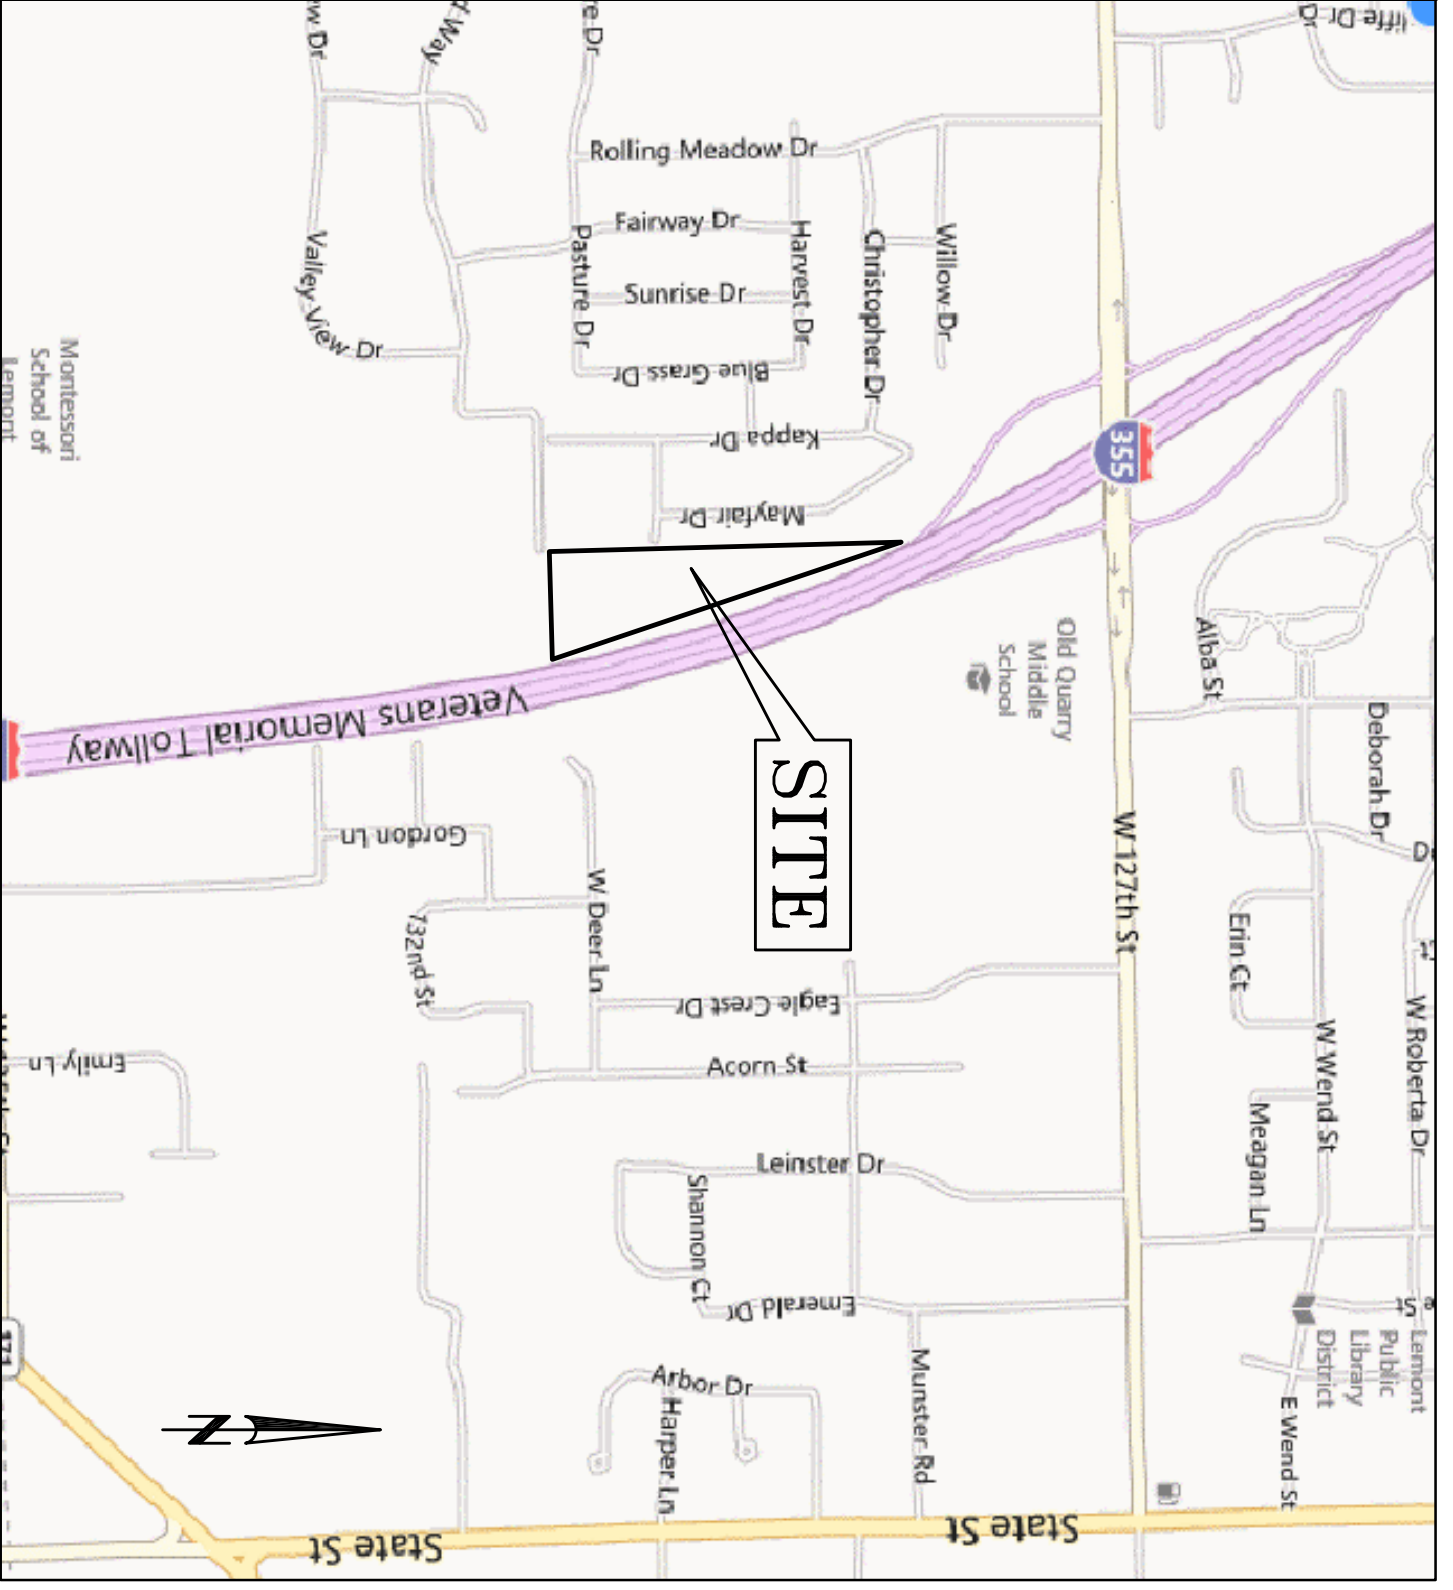 Rolling Meadow Dr
Fairway Dr
Sunrise Dr
Blue Grass Dr
Kappa Dr
Mayfair Dr
Pasture Dr
Harvest Dr
Christopher Dr
Willow Dr
Valley View Dr
Montessori
School of
Lemont
355
Old Quarry
Middle
School
Alba St
Deborah Dr
Veterans Memorial Tollway
SITE
W 127th St
Gordon Ln
W Deer Ln
732nd St
Eagle Crest Dr
Acorn St
Erin Ct
W Wend St
W Roberta Dr
Meagan Ln
Emily Ln
Leinster Dr
Shannon Ct
Emerald Dr
Lemont
Public
Library
District
Arbor Dr
Harper Ln
Munster Rd
E Wend St
171
N
State St
State St